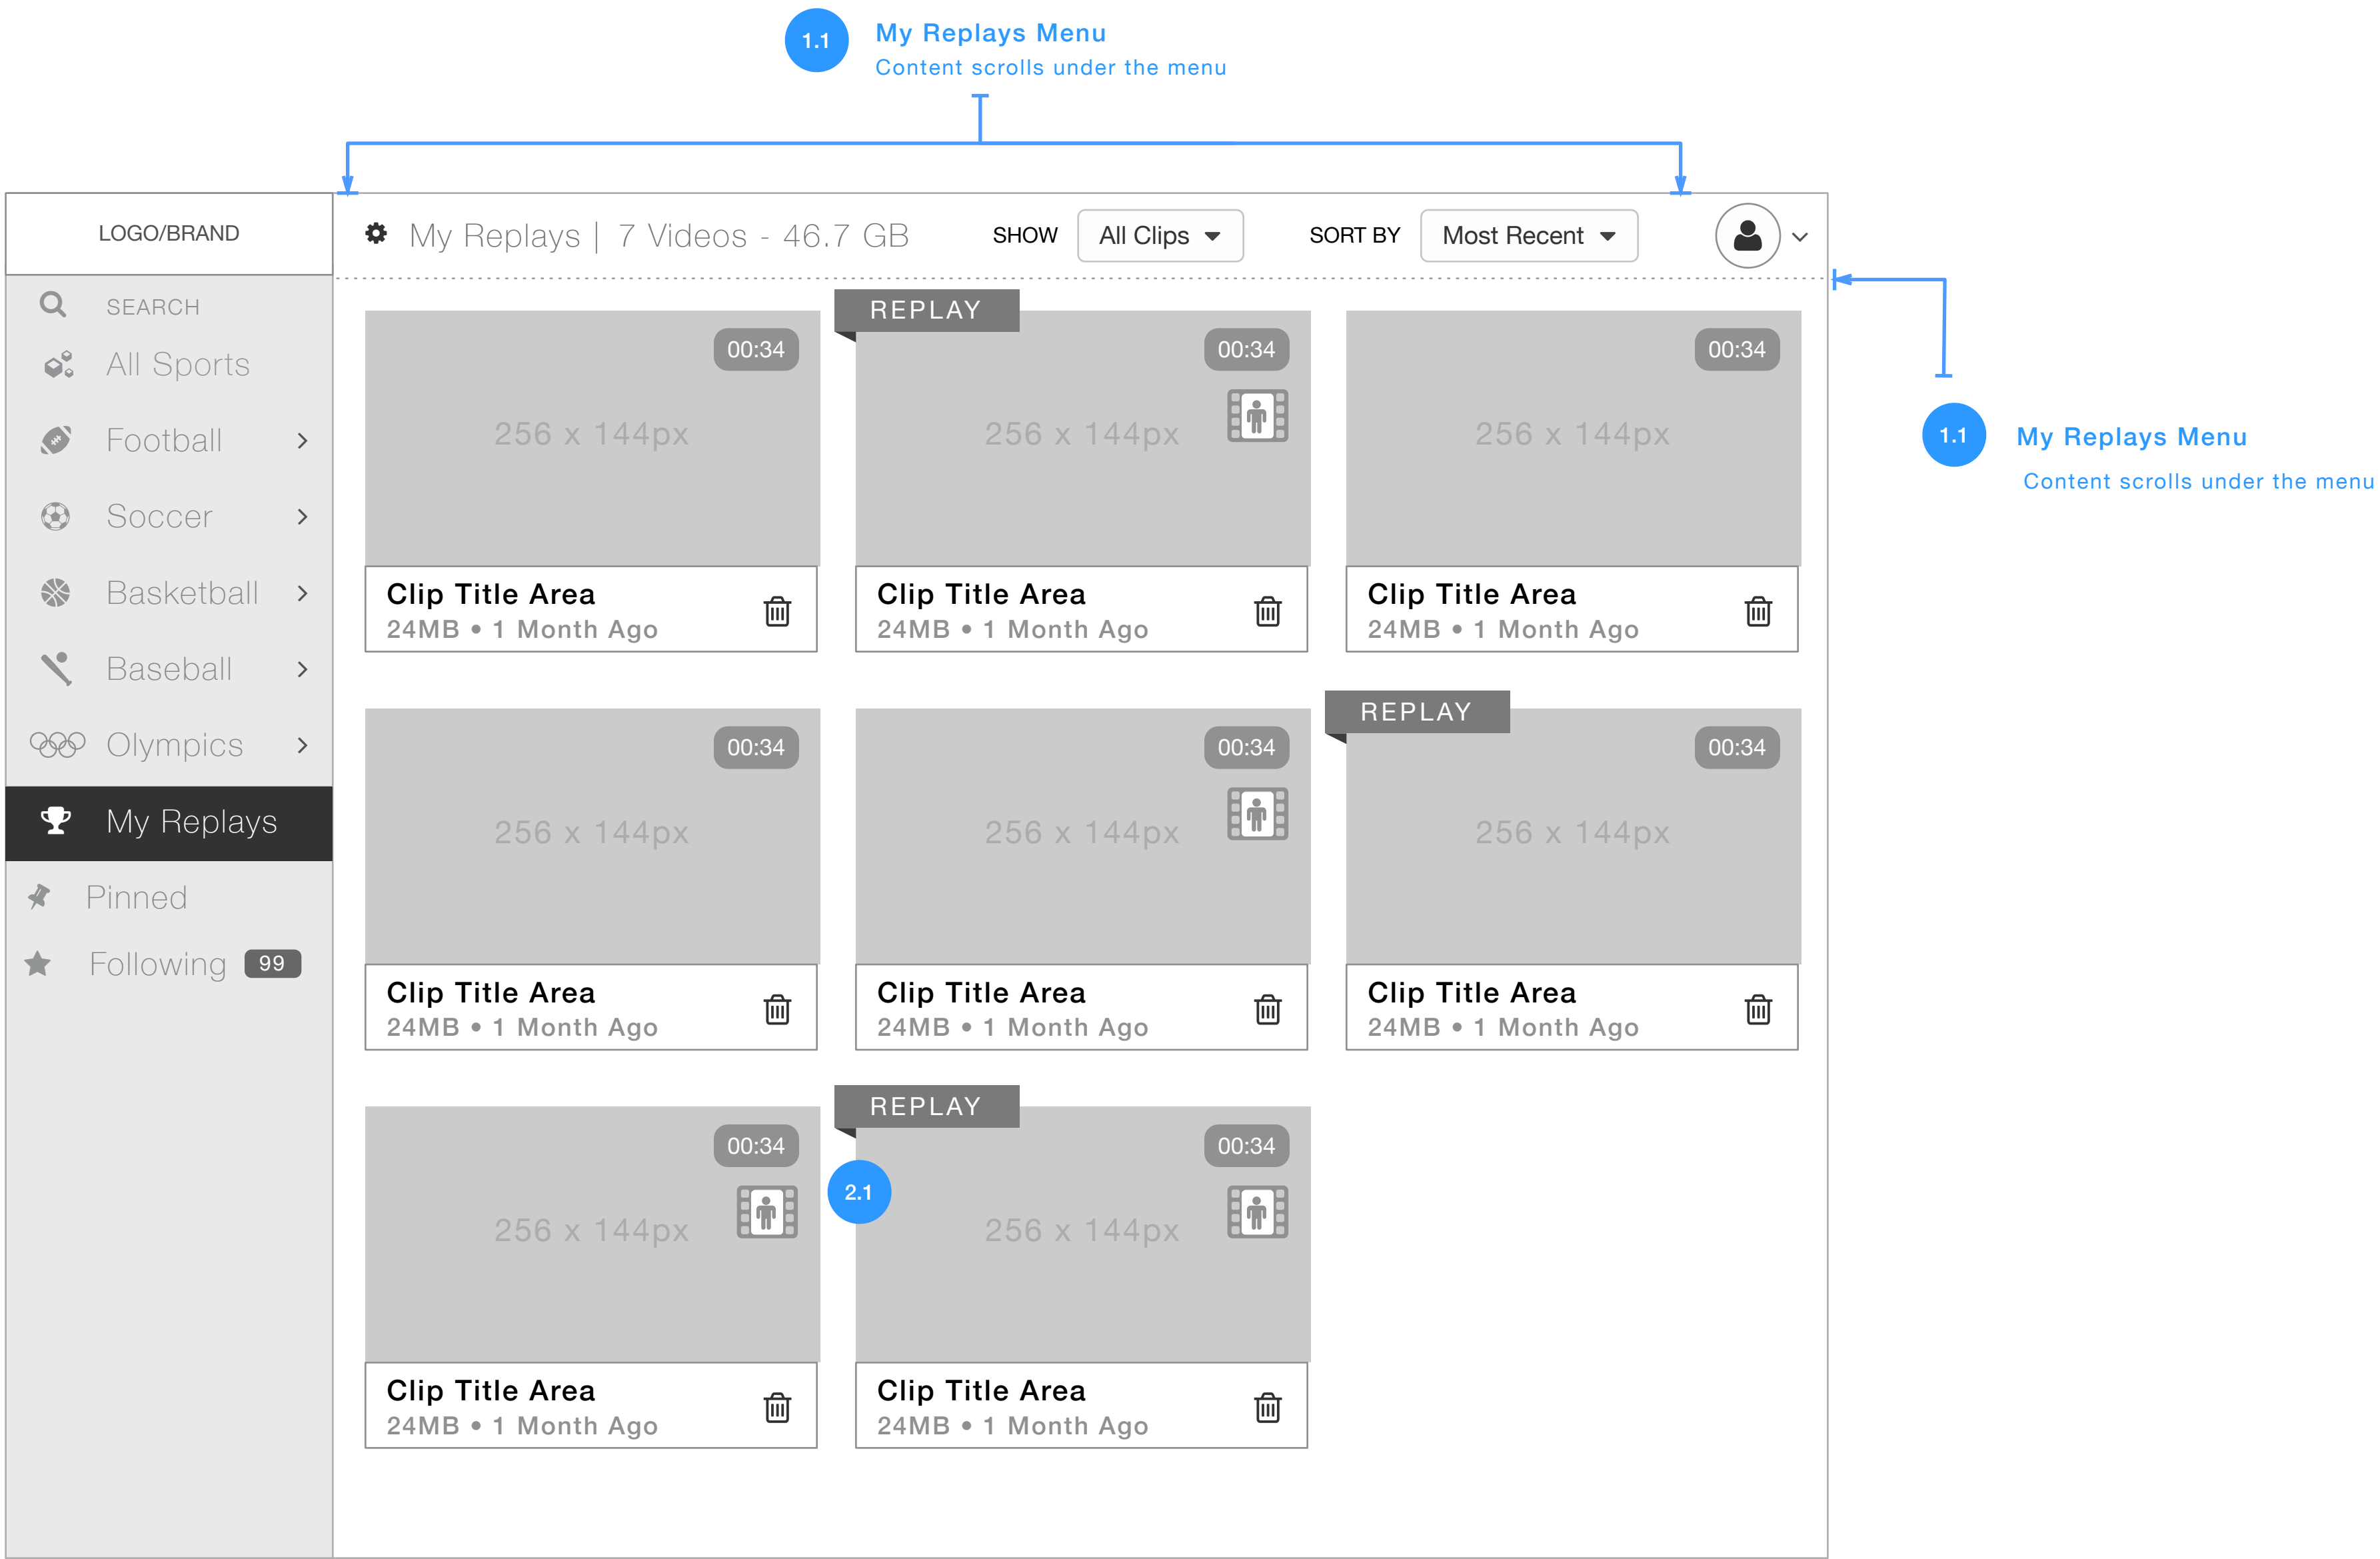 1.1
My Replays Menu
Content scrolls under the menu
LOGO/BRAND
My Replays | 7 Videos - 46.7 GB
SHOW
All Clips
SORT BY
Most Recent
1.1
My Replays Menu
Content scrolls under the menu
SEARCH
All Sports
Football
Soccer
Basketball
Baseball
Olympics
My Replays
Pinned
Following 99
00:34
256 x 144px
Clip Title Area
24MB • 1 Month Ago
REPLAY
00:34
256 x 144px
Clip Title Area
24MB • 1 Month Ago
00:34
256 x 144px
Clip Title Area
24MB • 1 Month Ago
00:34
256 x 144px
Clip Title Area
24MB • 1 Month Ago
00:34
256 x 144px
Clip Title Area
24MB • 1 Month Ago
REPLAY
00:34
256 x 144px
Clip Title Area
24MB • 1 Month Ago
00:34
256 x 144px
Clip Title Area
24MB • 1 Month Ago
REPLAY
00:34
2.1
256 x 144px
Clip Title Area
24MB • 1 Month Ago